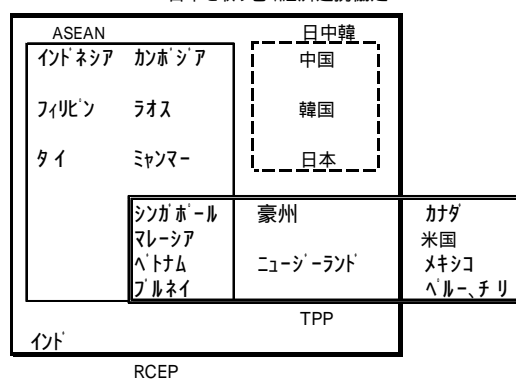 ASEAN 日中韓
インドネシア カンボジア 中国
フィリピン ラオス 韓国
タイ ミャンマー 日本
シンガポール 豪州 カナダ
マレーシア 米国
ベトナム ニュージーランド メキシコ
ブルネイ ペルー、チリ
TPP
インド
RCEP